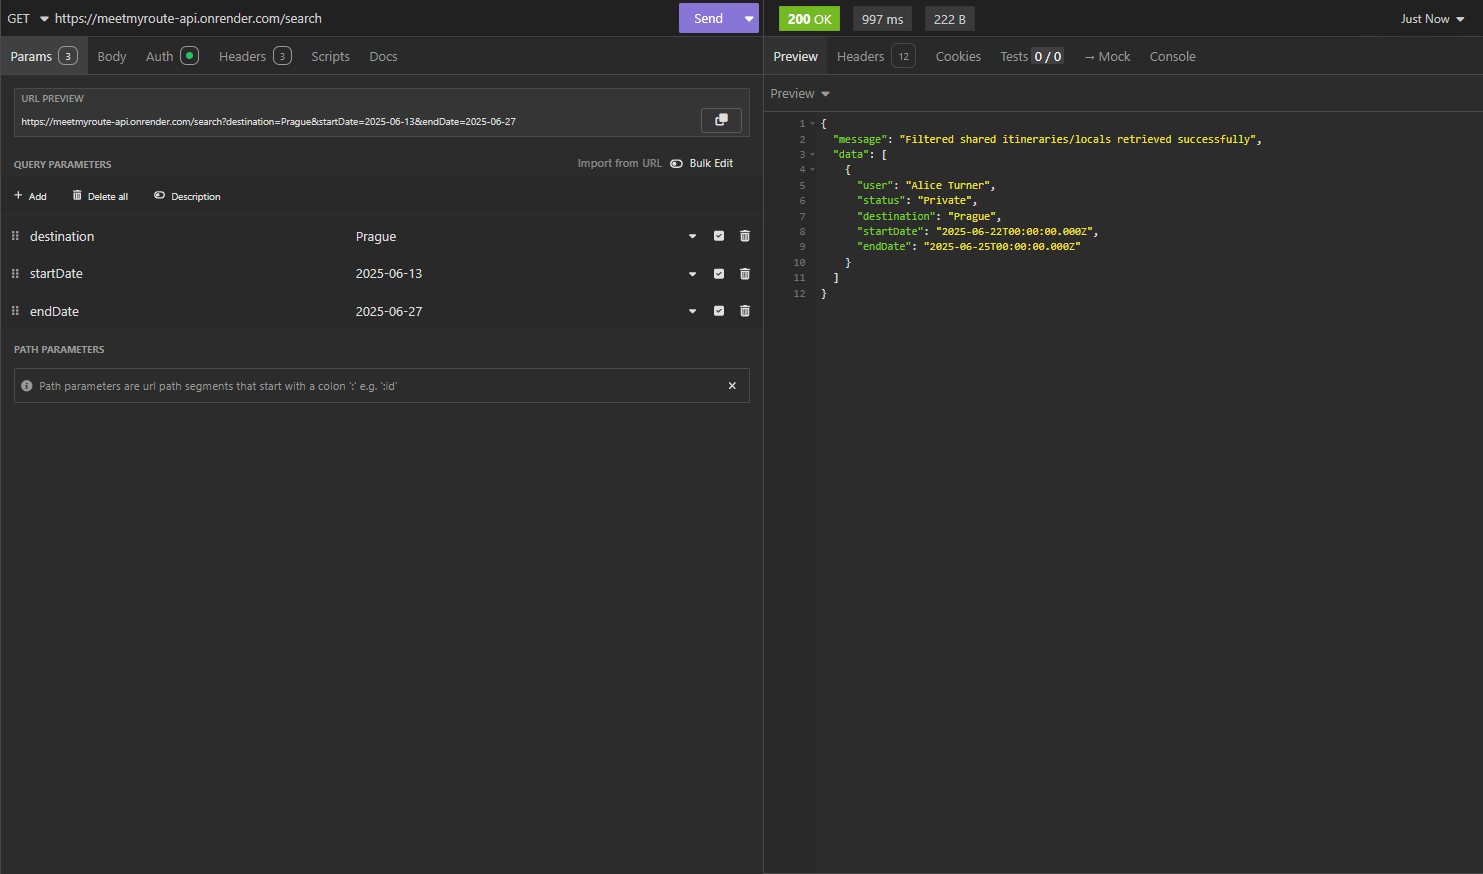 GET https://meetmyroute-api.onrender.com/search Send
Params 3 Body Auth Headers 3 Scripts Docs
URL PREVIEW
https://meetmyroute-api.onrender.com/search?destination=Prague&startDate=2025-06-13&endDate=2025-06-27
QUERY PARAMETERS Import from URL Bulk Edit
+ Add Delete all Description
destination Prague
startDate 2025-06-13
endDate 2025-06-27
PATH PARAMETERS
Path parameters are url path segments that start with a colon ':' e.g. ':id'
200 OK 997 ms 222 B Just Now
Preview Headers 12 Cookies Tests 0 / 0 → Mock Console
Preview
1 {
2 "message": "Filtered shared itineraries/locals retrieved successfully",
3 "data": [
4 {
5 "user": "Alice Turner",
6 "status": "Private",
7 "destination": "Prague",
8 "startDate": "2025-06-22T00:00:00.000Z",
9 "endDate": "2025-06-25T00:00:00.000Z"
10 }
11 ]
12 }